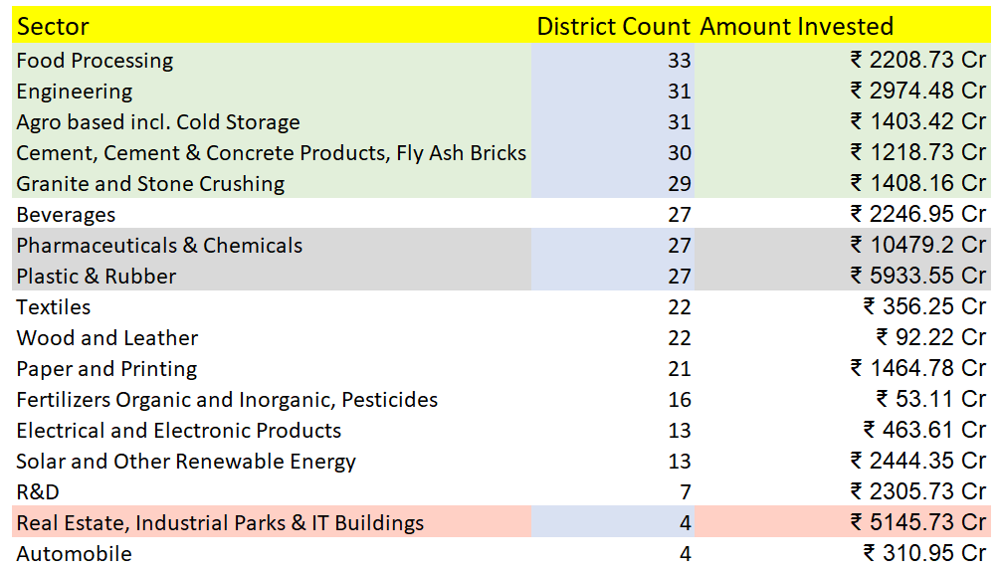 Sector District Count Amount Invested
Food Processing 33 ₹ 2208.73 Cr
Engineering 31 ₹ 2974.48 Cr
Agro based incl. Cold Storage 31 ₹ 1403.42 Cr
Cement, Cement & Concrete Products, Fly Ash Bricks 30 ₹ 1218.73 Cr
Granite and Stone Crushing 29 ₹ 1408.16 Cr
Beverages 27 ₹ 2246.95 Cr
Pharmaceuticals & Chemicals 27 ₹ 10479.2 Cr
Plastic & Rubber 27 ₹ 5933.55 Cr
Textiles 22 ₹ 356.25 Cr
Wood and Leather 22 ₹ 92.22 Cr
Paper and Printing 21 ₹ 1464.78 Cr
Fertilizers Organic and Inorganic, Pesticides 16 ₹ 53.11 Cr
Electrical and Electronic Products 13 ₹ 463.61 Cr
Solar and Other Renewable Energy 13 ₹ 2444.35 Cr
R&D 7 ₹ 2305.73 Cr
Real Estate, Industrial Parks & IT Buildings 4 ₹ 5145.73 Cr
Automobile 4 ₹ 310.95 Cr